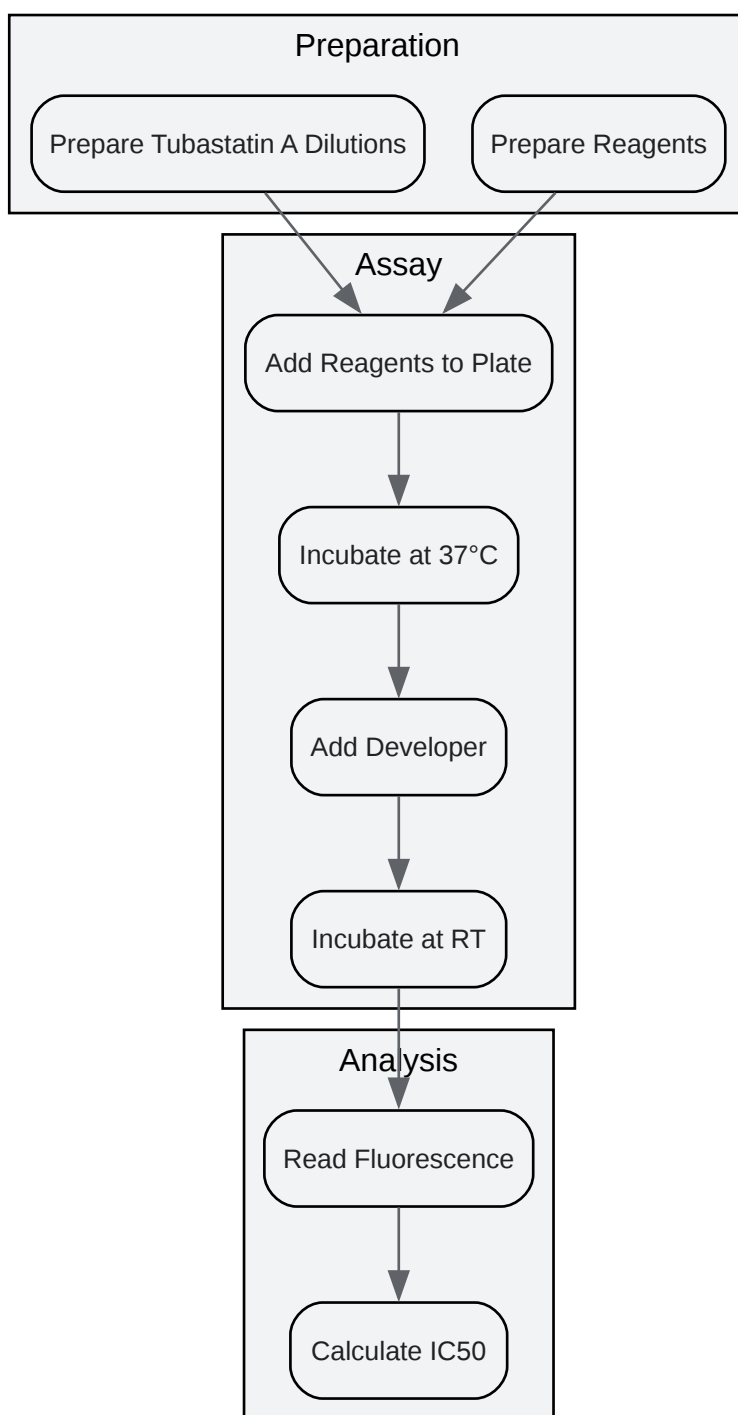 Preparation
Prepare Tubastatin A Dilutions
Prepare Reagents
Assay
Add Reagents to Plate
Incubate at 37°C
Add Developer
Incubate at RT
Analysis
Read Fluorescence
Calculate IC50